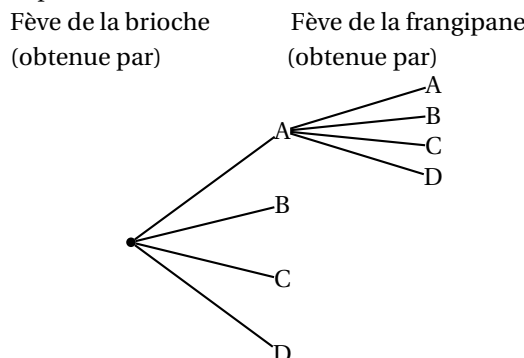 Fève de la brioche
(obtenue par)
Fève de la frangipane
(obtenue par)
A
A
B
C
D
B
C
D